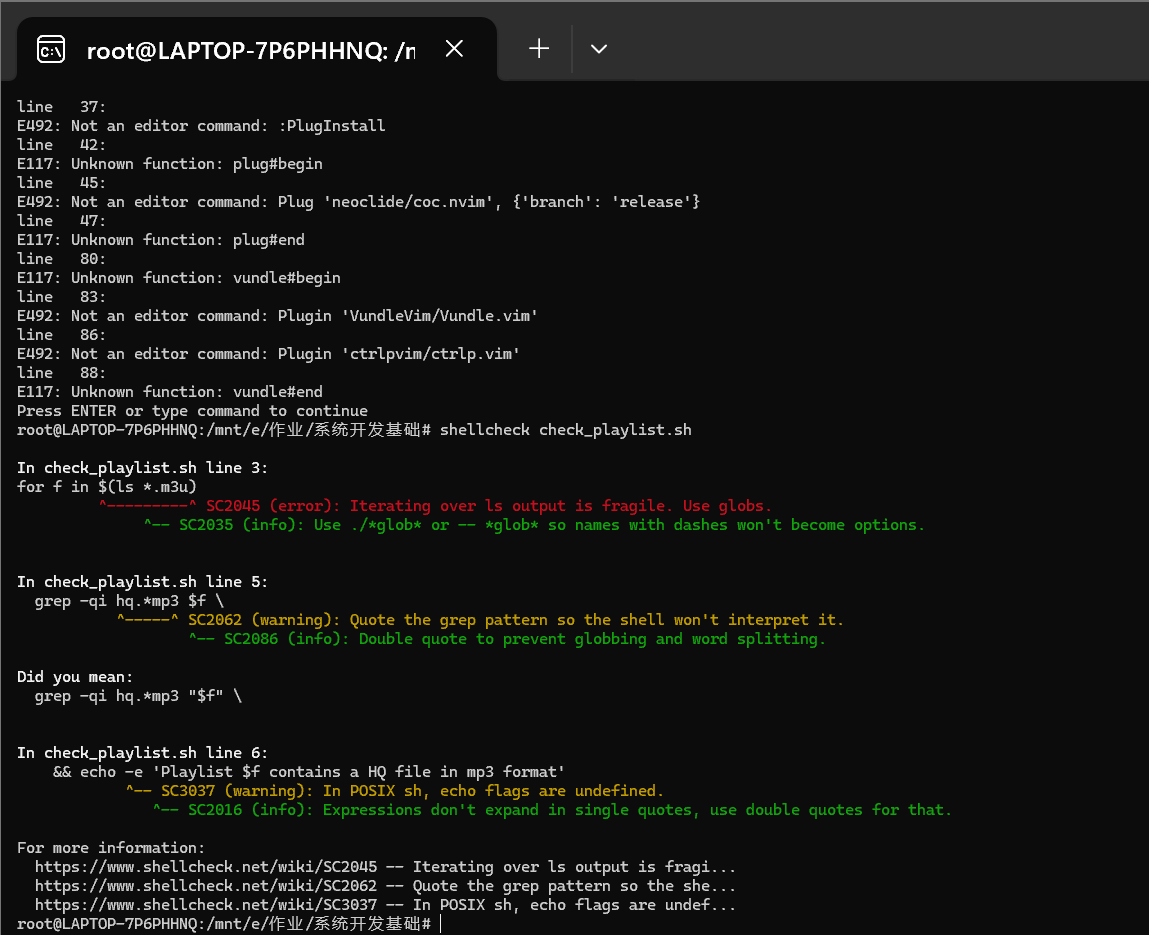 root@LAPTOP-7P6PHHNQ: /n
line   37:
E492: Not an editor command: :PlugInstall
line   42:
E117: Unknown function: plug#begin
line   45:
E492: Not an editor command: Plug 'neoclide/coc.nvim', {'branch': 'release'}
line   47:
E117: Unknown function: plug#end
line   80:
E117: Unknown function: vundle#begin
line   83:
E492: Not an editor command: Plugin 'VundleVim/Vundle.vim'
line   86:
E492: Not an editor command: Plugin 'ctrlpvim/ctrlp.vim'
line   88:
E117: Unknown function: vundle#end
Press ENTER or type command to continue
root@LAPTOP-7P6PHHNQ:/mnt/e/作业/系统开发基础# shellcheck check_playlist.sh
In check_playlist.sh line 3:
for f in $(ls *.m3u)
         ^---------^ SC2045 (error): Iterating over ls output is fragile. Use globs.
              ^-- SC2035 (info): Use ./*glob* or -- *glob* so names with dashes won't become options.
In check_playlist.sh line 5:
  grep -qi hq.*mp3 $f \
           ^-----^ SC2062 (warning): Quote the grep pattern so the shell won't interpret it.
                   ^-- SC2086 (info): Double quote to prevent globbing and word splitting.
Did you mean:
  grep -qi hq.*mp3 "$f" \
In check_playlist.sh line 6:
    && echo -e 'Playlist $f contains a HQ file in mp3 format'
            ^-- SC3037 (warning): In POSIX sh, echo flags are undefined.
               ^-- SC2016 (info): Expressions don't expand in single quotes, use double quotes for that.
For more information:
  https://www.shellcheck.net/wiki/SC2045 -- Iterating over ls output is fragi...
  https://www.shellcheck.net/wiki/SC2062 -- Quote the grep pattern so the she...
  https://www.shellcheck.net/wiki/SC3037 -- In POSIX sh, echo flags are undef...
root@LAPTOP-7P6PHHNQ:/mnt/e/作业/系统开发基础#